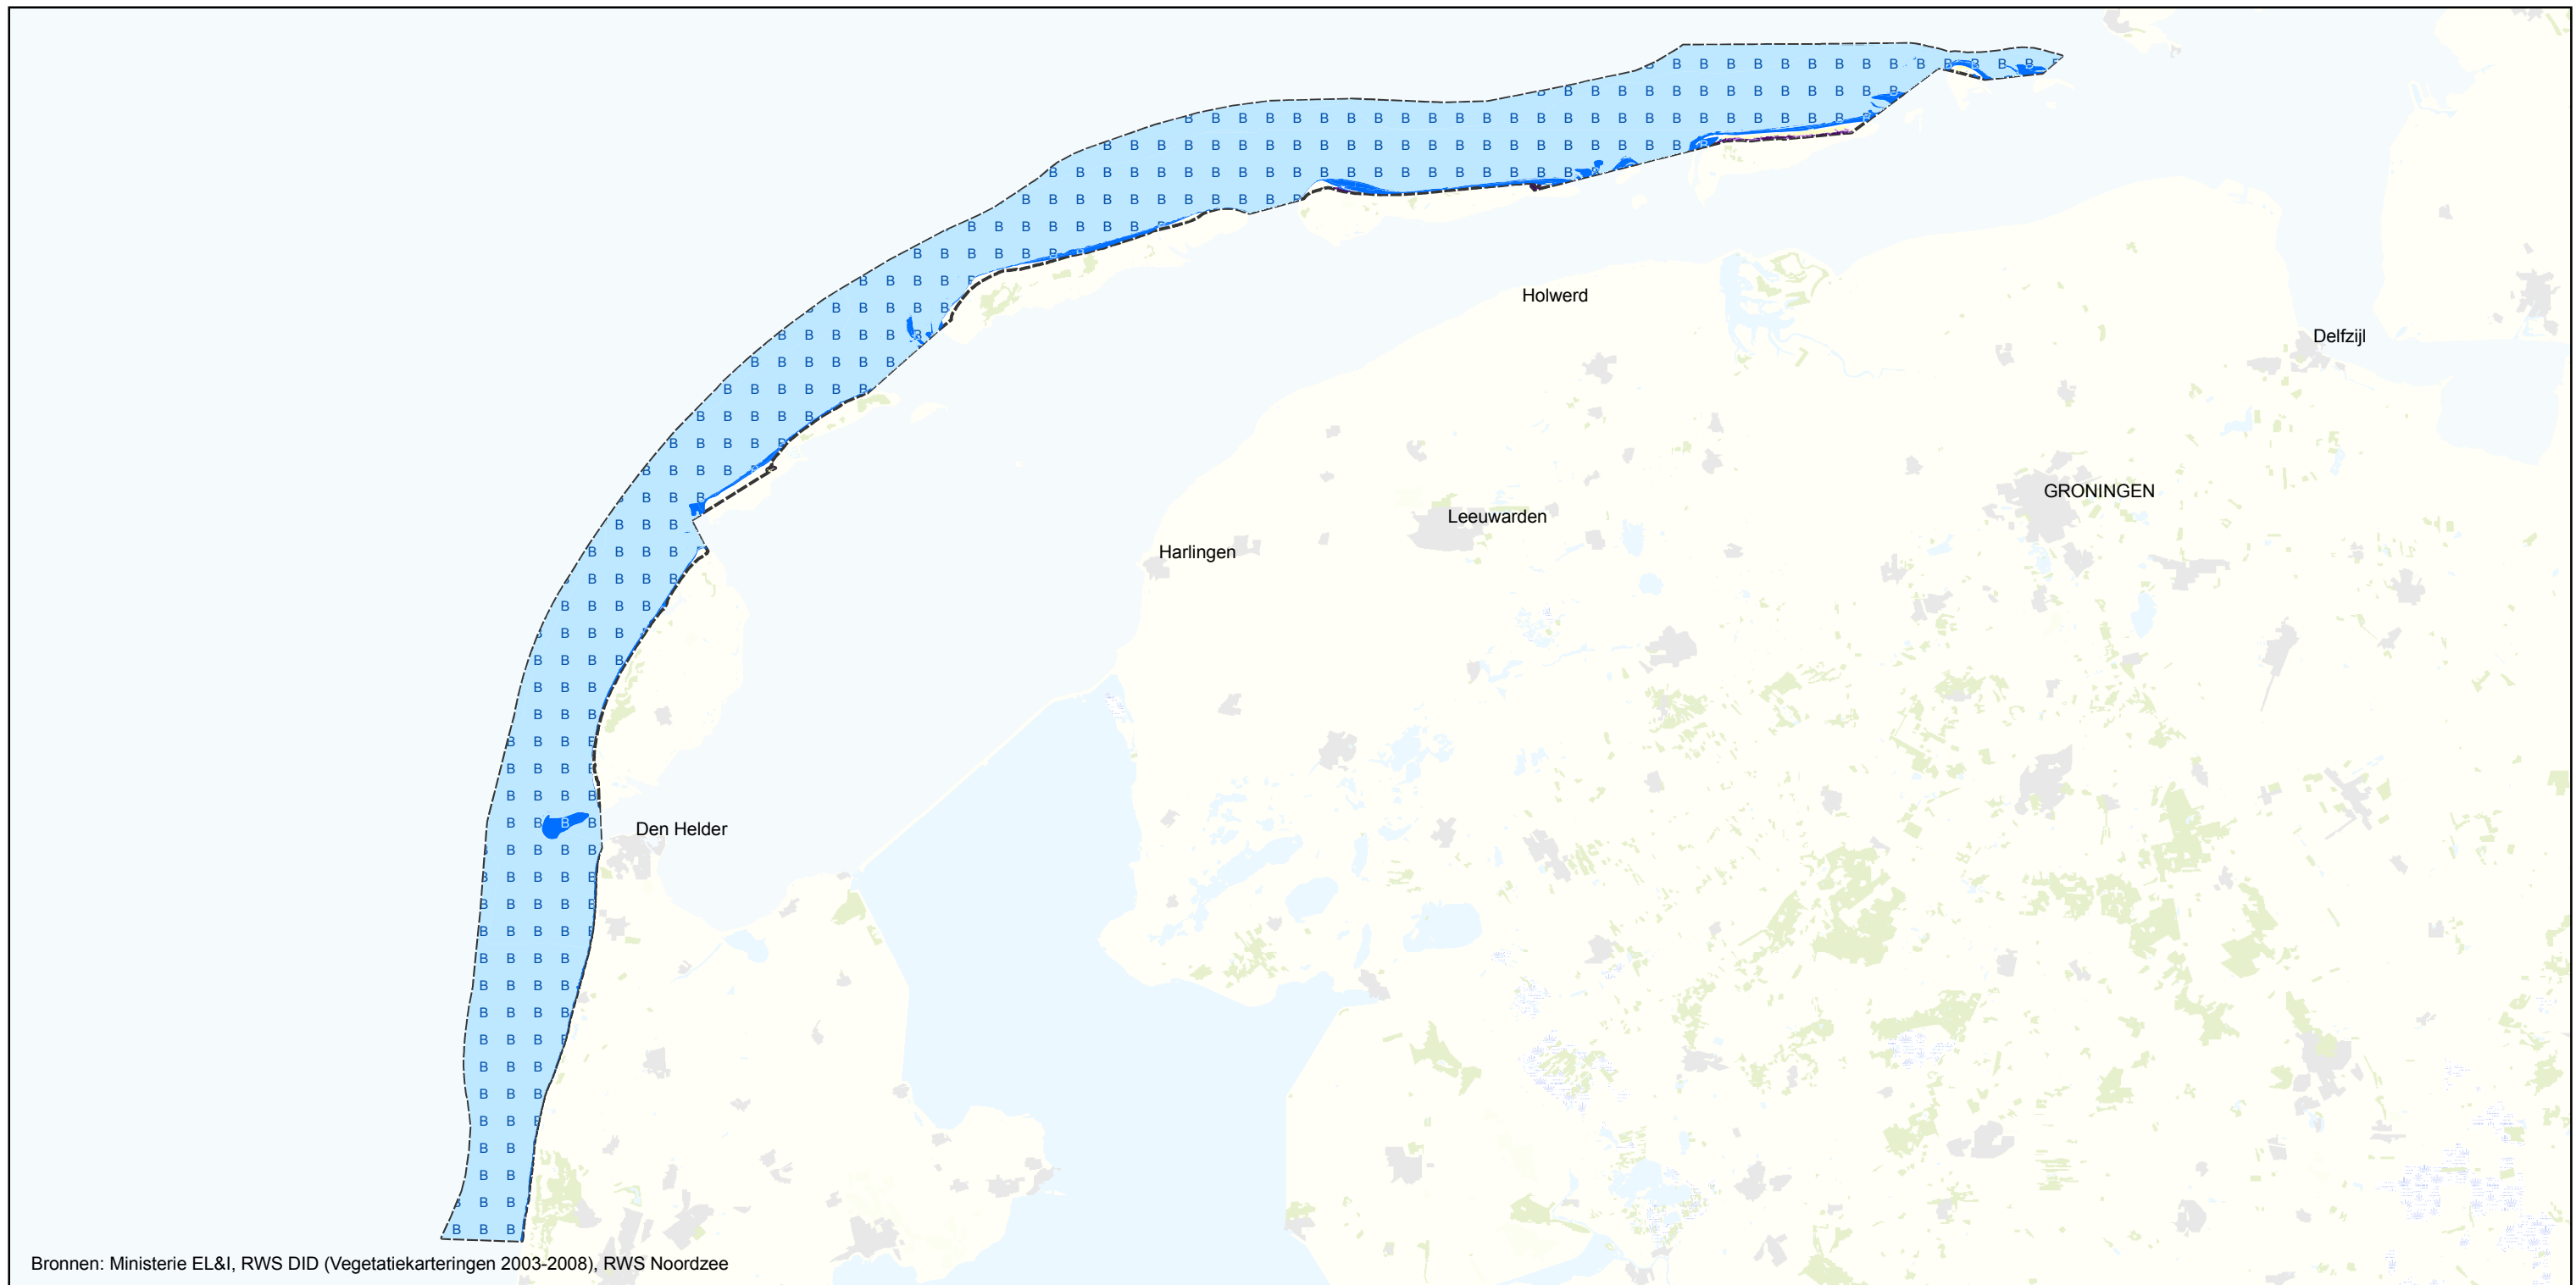 B B B B B B B B B B B B B B B
B B B B B B B B B B B B B B
B B B B B B B B B B B B B B B B B B B B B B B B B B
B B B B B B B B B B B B B B B B B B B B B B B
B B B B B B B B B B B B B B B B B B B B B
B B B B B B B B B B B
B B B B B B B B
B B B B B B
B B B B B
Holwerd
B B B B B
B B B B B B
Delfzijl
B B B B B B
B B B B B B
B B B B B
B B B B B
B B B B B
B B B B
GRONINGEN
Leeuwarden
B B B
B B B B
Harlingen
B B B B
B B B B
B B B B
B B B B
B B B
B B B
B B B B
B B B B
B B B B
B B B B
Den Helder
B B B B
B B B B B
B B B B B
B B B B B
B B B B
B B B B
B B B B
B B B B
B B B
B B B
B B B
B B
B B
B B B
B B B
Bronnen: Ministerie EL&I, RWS DID (Vegetatiekarteringen 2003-2008), RWS Noordzee